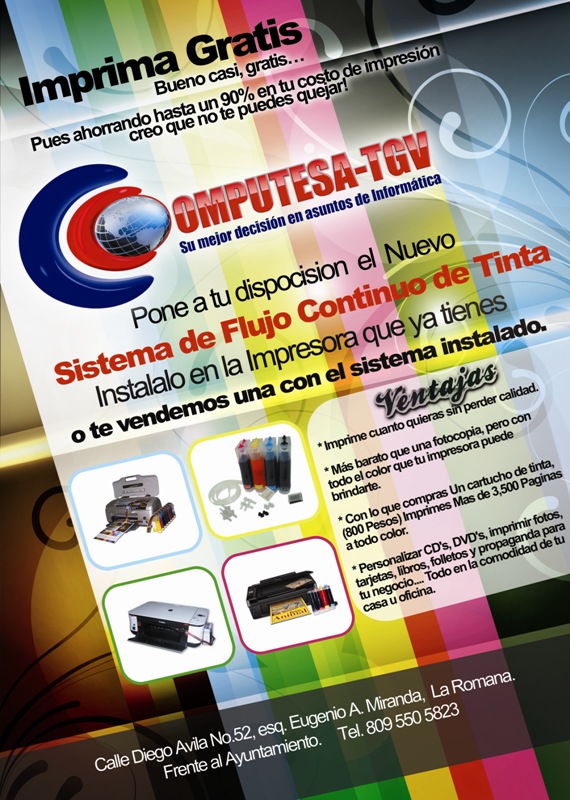 Imprima Gratis
Bueno casi, gratis...
Pues ahorrando hasta un 90% en tu costo de impresión
creo que no te puedes quejar!
COMPUTESA-TGV
Su mejor decisión en asuntos de Informática
Pone a tu dispocision el Nuevo
Sistema de Flujo Continuo de Tinta
Instalalo en la Impresora que ya tienes
o te vendemos una con el sistema instalado.
Ventajas
* Imprime cuanto quieras sin perder calidad.
* Más barato que una fotocopia, pero con
todo el color que tu impresora puede
brindarte.
* Con lo que compras Un cartucho de tinta,
(800 Pesos) Imprimes Mas de 3,500 Paginas
a todo color.
* Personalizar CD's, DVD's, imprimir fotos,
tarjetas, libros, folletos y propaganda para
tu negocio.... Todo en la comodidad de tu
casa u oficina.
Calle Diego Avila No.52, esq. Eugenio A. Miranda, La Romana.
Frente al Ayuntamiento. Tel. 809 550 5823